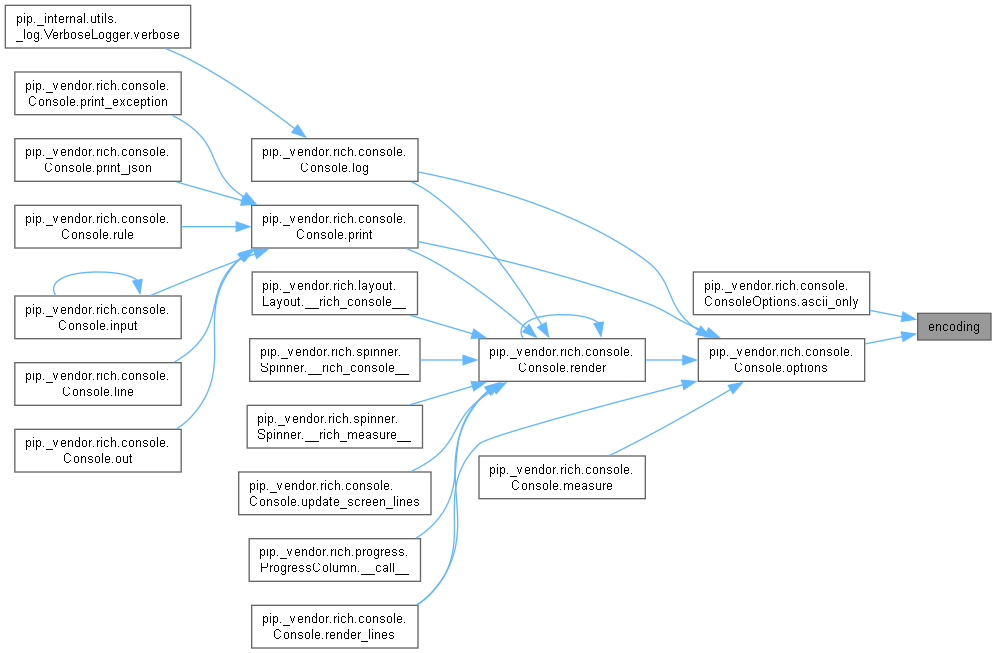 pip._internal.utils.
_log.VerboseLogger.verbose
pip._vendor.rich.console.
Console.print_exception
pip._vendor.rich.console.
Console.print_json
pip._vendor.rich.console.
Console.rule
pip._vendor.rich.console.
Console.input
pip._vendor.rich.console.
Console.line
pip._vendor.rich.console.
Console.out
pip._vendor.rich.console.
Console.log
pip._vendor.rich.console.
Console.print
pip._vendor.rich.layout.
Layout.__rich_console__
pip._vendor.rich.spinner.
Spinner.__rich_console__
pip._vendor.rich.spinner.
Spinner.__rich_measure__
pip._vendor.rich.console.
Console.update_screen_lines
pip._vendor.rich.progress.
ProgressColumn.__call__
pip._vendor.rich.console.
Console.render_lines
pip._vendor.rich.console.
Console.render
pip._vendor.rich.console.
Console.measure
pip._vendor.rich.console.
ConsoleOptions.ascii_only
pip._vendor.rich.console.
Console.options
encoding